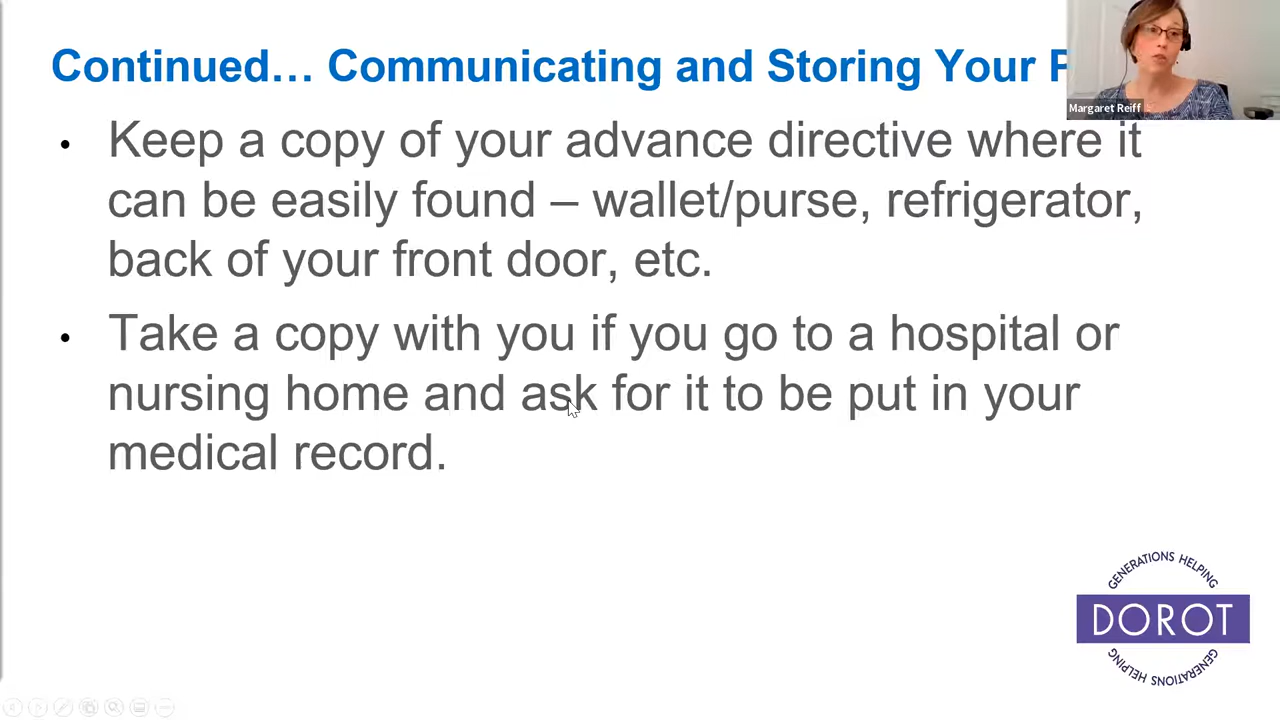 Continued… Communicating and Storing Your
Margaret Reiff
• Keep a copy of your advance directive where it
can be easily found – wallet/purse, refrigerator,
back of your front door, etc.
• Take a copy with you if you go to a hospital or
nursing home and ask for it to be put in your
medical record.
GENERATIONS HELPING
DOROT
GENERATIONS HELPING